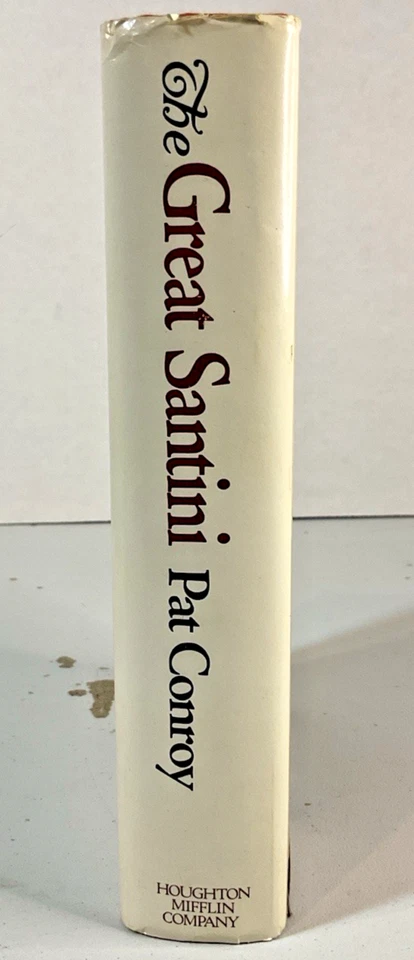 The Great Santini Pat Conroy
HOUGHTON
MIFFLIN
COMPANY